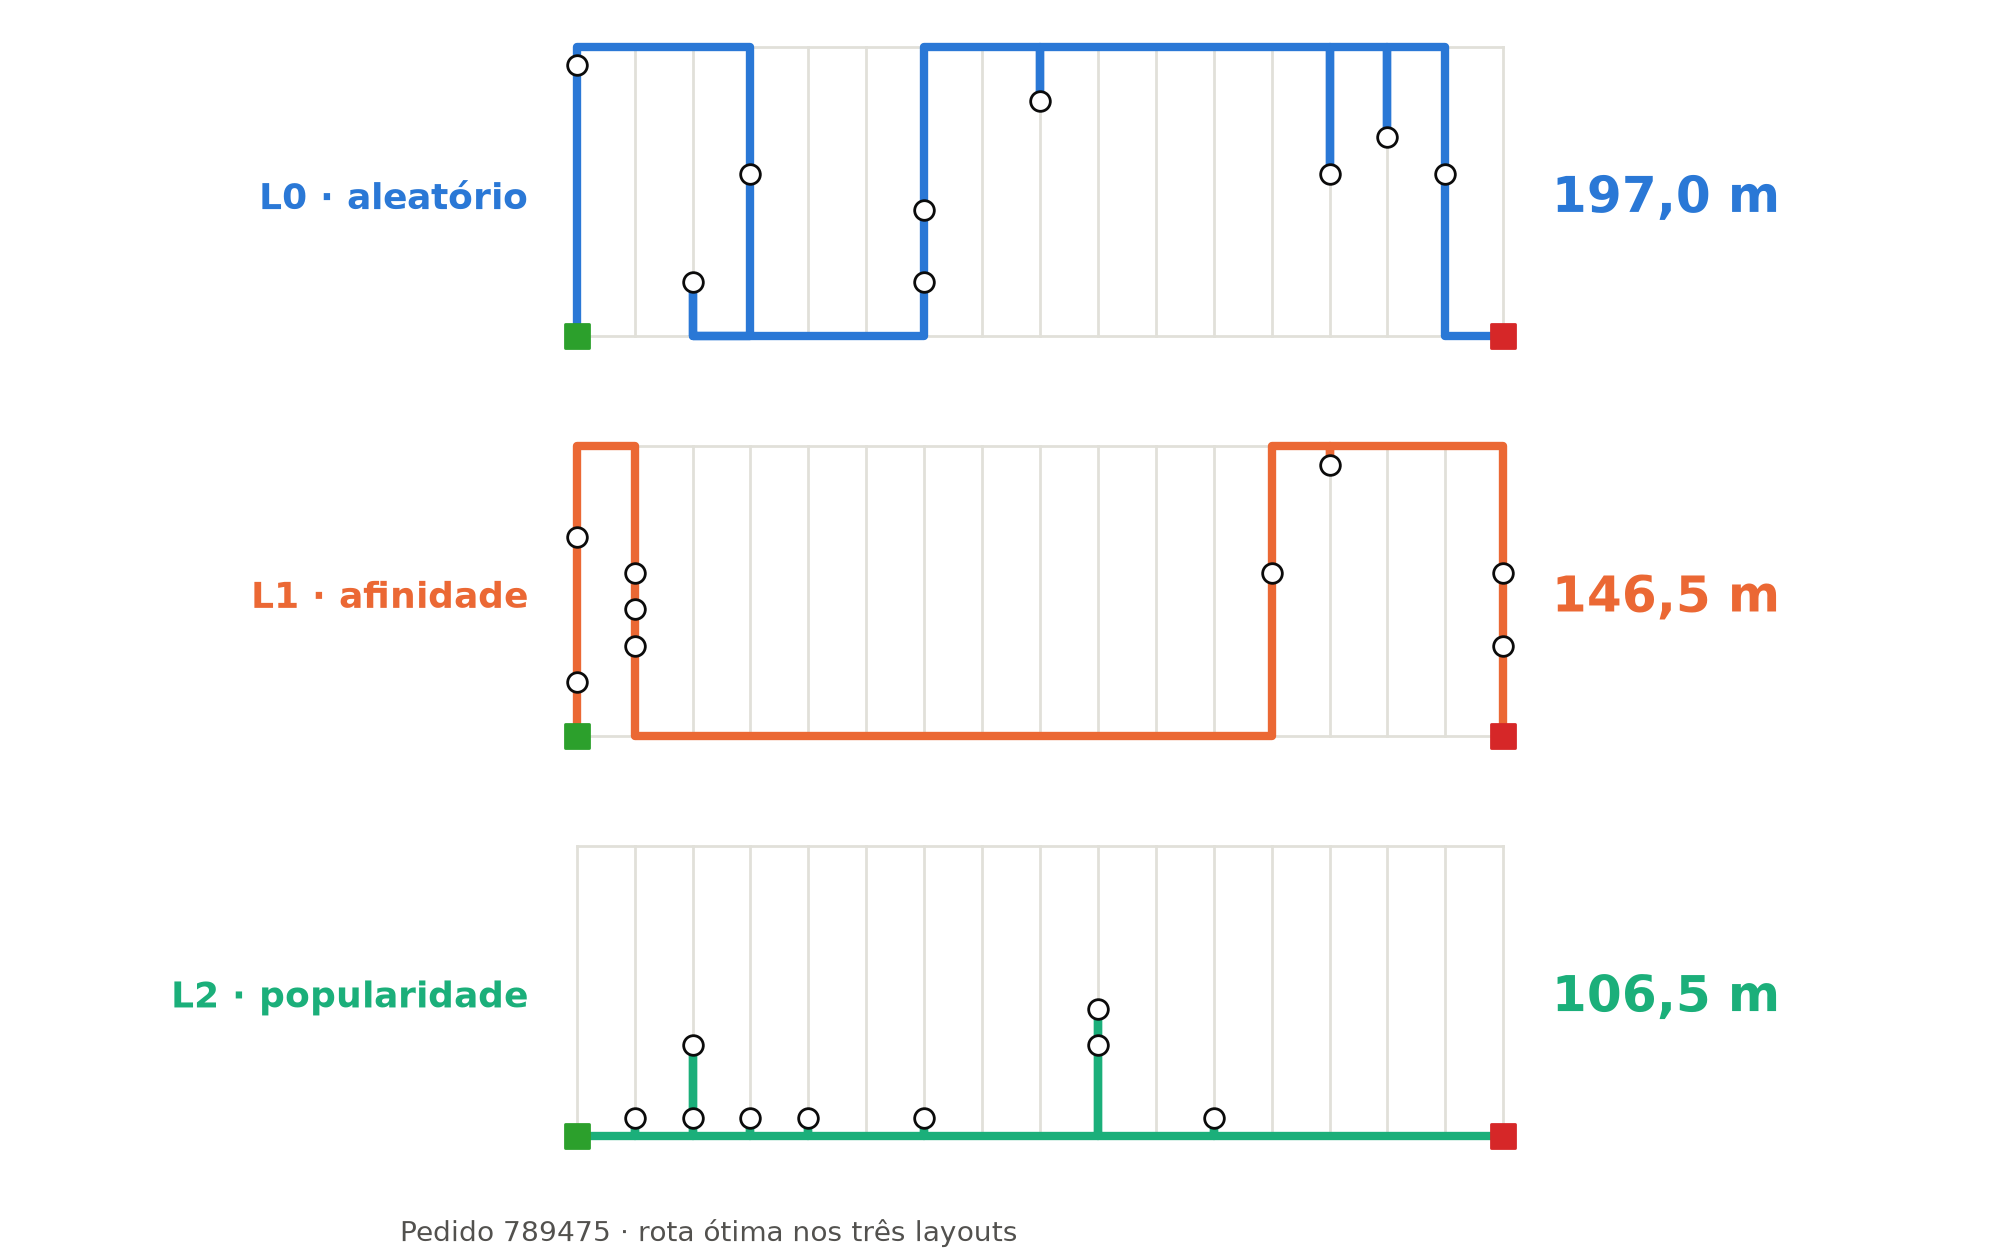 L0 · aleatório
197,0 m
L1 · afinidade
146,5 m
L2 · popularidade
106,5 m
Pedido 789475 · rota ótima nos três layouts